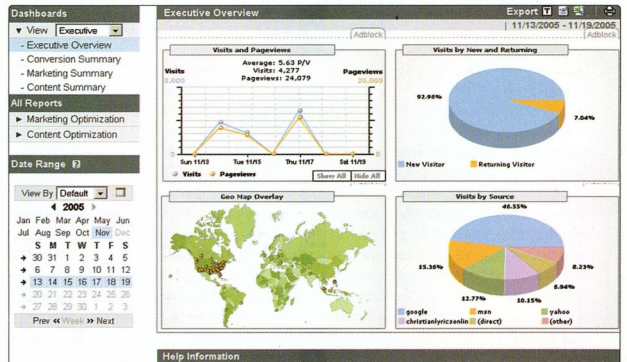 Dashboards
▼ View Executive
- Executive Overview
- Conversion Summary
- Marketing Summary
- Content Summary
All Reports
► Marketing Optimization
► Content Optimization
Date Range ?
View By Default
2005
Jan Feb Mar Apr May Jun
Jul Aug Sep Oct Nov Dec
S M T W T F S
→ 30 31 1 2 3 4 5
→ 6 7 8 9 10 11 12
→ 13 14 15 16 17 18 19
→ 20 21 22 23 24 25 26
→ 27 28 29 30 1 2 3
Prev « Week » Next
Executive Overview
Export T
11/13/2005 - 11/19/2005
Adblock
Adblock
Visits and Pageviews
Average: 5.63 P/V
Visits: 4,277
Pageviews: 24,079
Visits
Pageviews
20,000
0
0
Sun 11/13 Tue 11/15 Thu 11/17 Sat 11/19
Visits Pageviews
Show All Hide All
Visits by New and Returning
92.96%
7.04%
New Visitor
Returning Visitor
Geo Map Overlay
Visits by Source
46.55%
15.36%
8.23%
6.94%
12.77%
10.15%
google msn yahoo
christianlyricsonlin (direct) (other)
Help Information